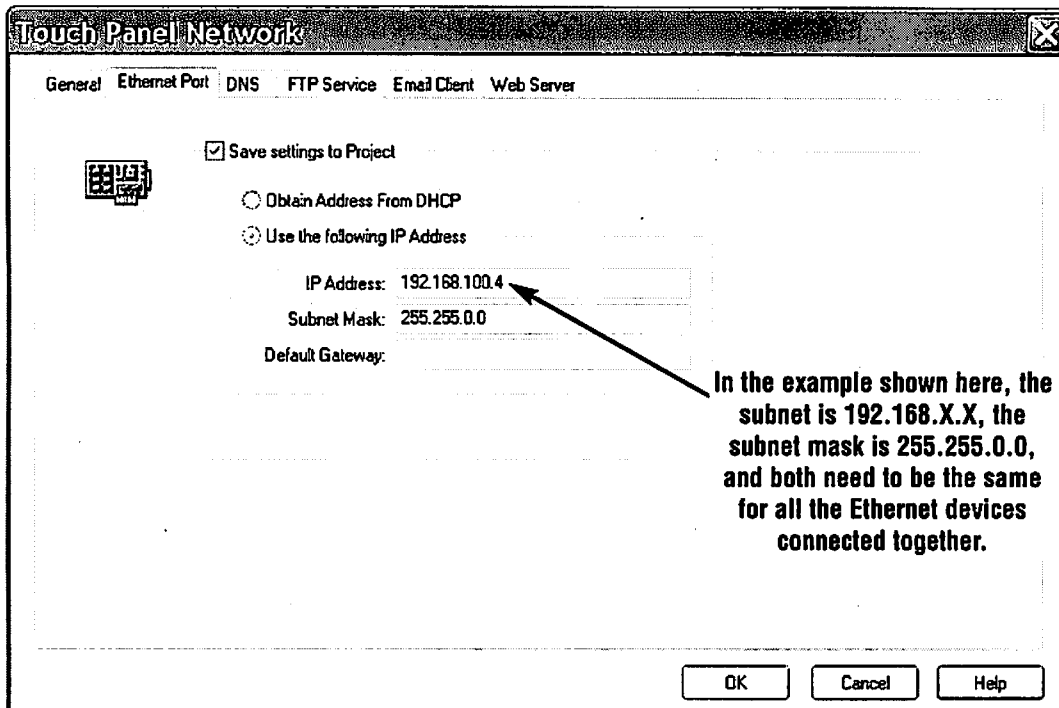 Touch Panel Network
General Ethernet Port DNS FTP Service Email Client Web Server
Save settings to Project
Obtain Address From DHCP
Use the following IP Address
IP Address: 192.168.100.4
Subnet Mask: 255.255.0.0
Default Gateway:
In the example shown here, the
subnet is 192.168.X.X, the
subnet mask is 255.255.0.0,
and both need to be the same
for all the Ethernet devices
connected together.
OK Cancel Help